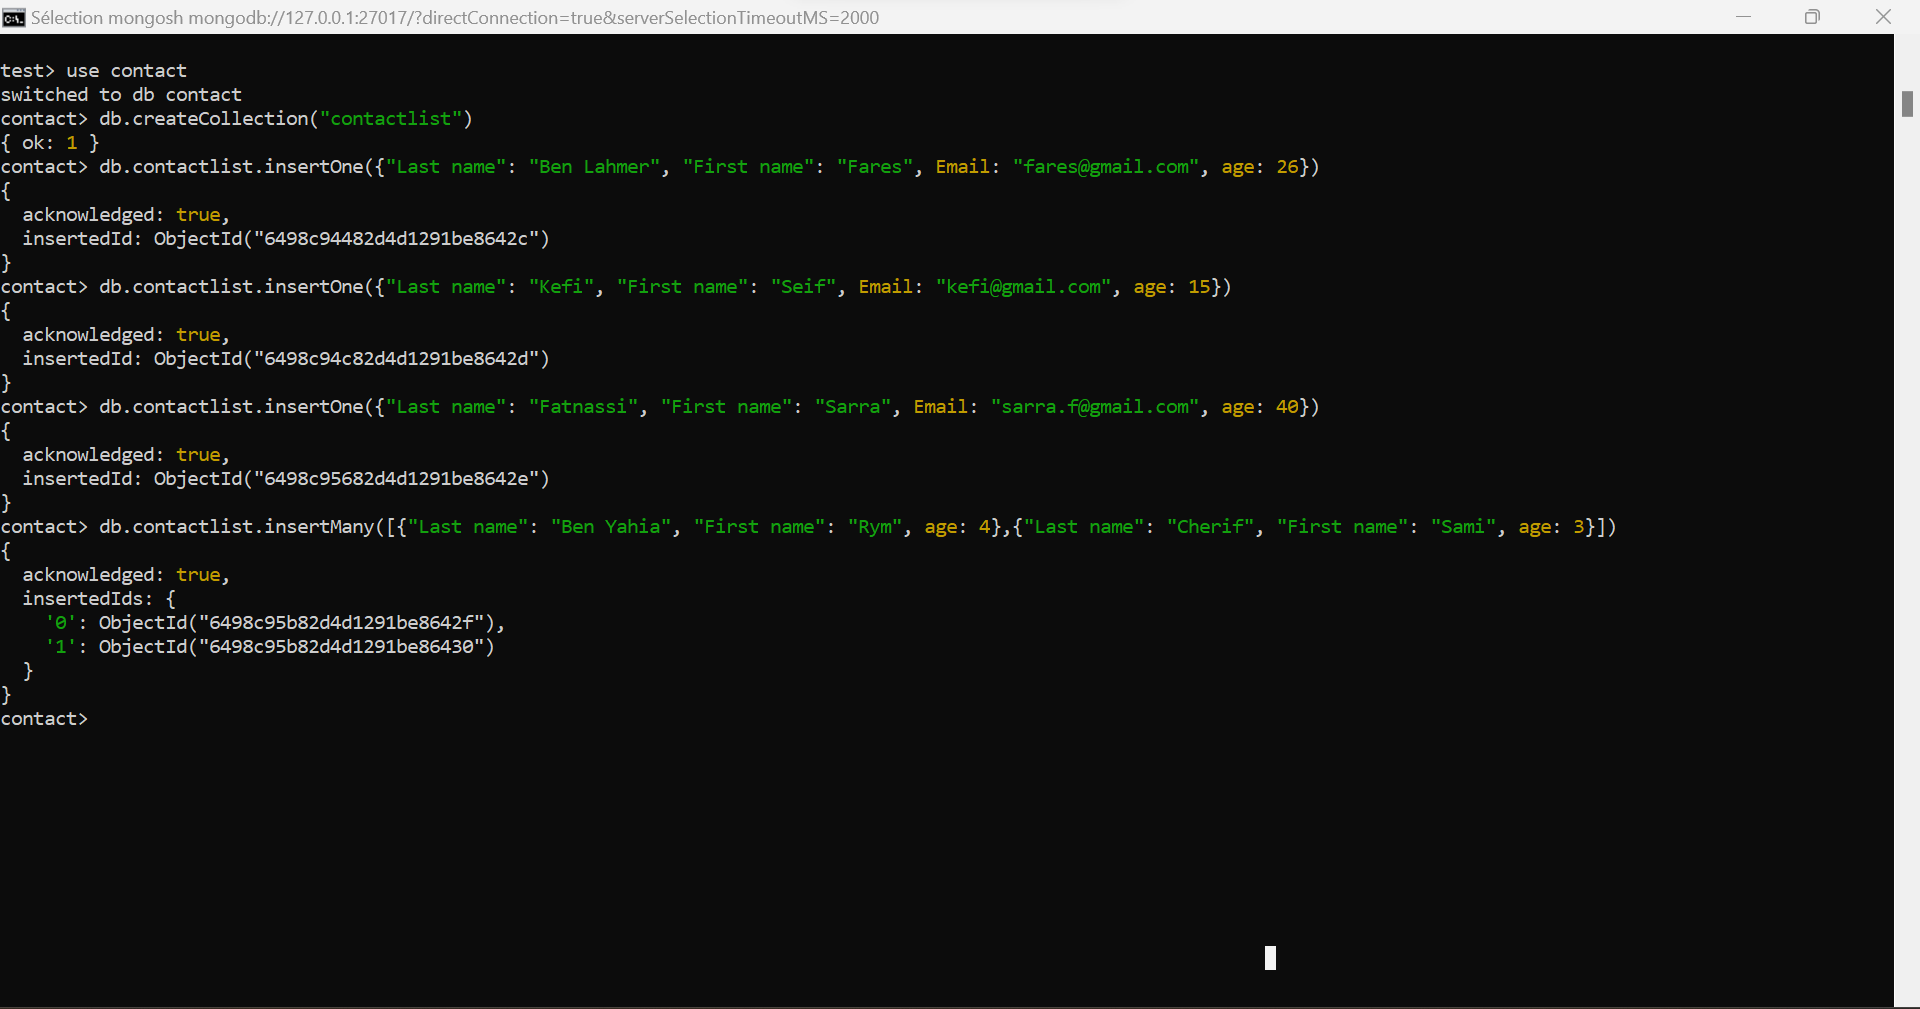 Sélection mongosh mongodb://127.0.0.1:27017/?directConnection=true&serverSelectionTimeoutMS=2000
test> use contact
switched to db contact
contact> db.createCollection("contactlist")
{ ok: 1 }
contact> db.contactlist.insertOne({"Last name": "Ben Lahmer", "First name": "Fares", Email: "fares@gmail.com", age: 26})
{
  acknowledged: true,
  insertedId: ObjectId("6498c94482d4d1291be8642c")
}
contact> db.contactlist.insertOne({"Last name": "Kefi", "First name": "Seif", Email: "kefi@gmail.com", age: 15})
{
  acknowledged: true,
  insertedId: ObjectId("6498c94c82d4d1291be8642d")
}
contact> db.contactlist.insertOne({"Last name": "Fatnassi", "First name": "Sarra", Email: "sarra.f@gmail.com", age: 40})
{
  acknowledged: true,
  insertedId: ObjectId("6498c95682d4d1291be8642e")
}
contact> db.contactlist.insertMany([{"Last name": "Ben Yahia", "First name": "Rym", age: 4},{"Last name": "Cherif", "First name": "Sami", age: 3}])
{
  acknowledged: true,
  insertedIds: {
    '0': ObjectId("6498c95b82d4d1291be8642f"),
    '1': ObjectId("6498c95b82d4d1291be86430")
  }
}
contact>